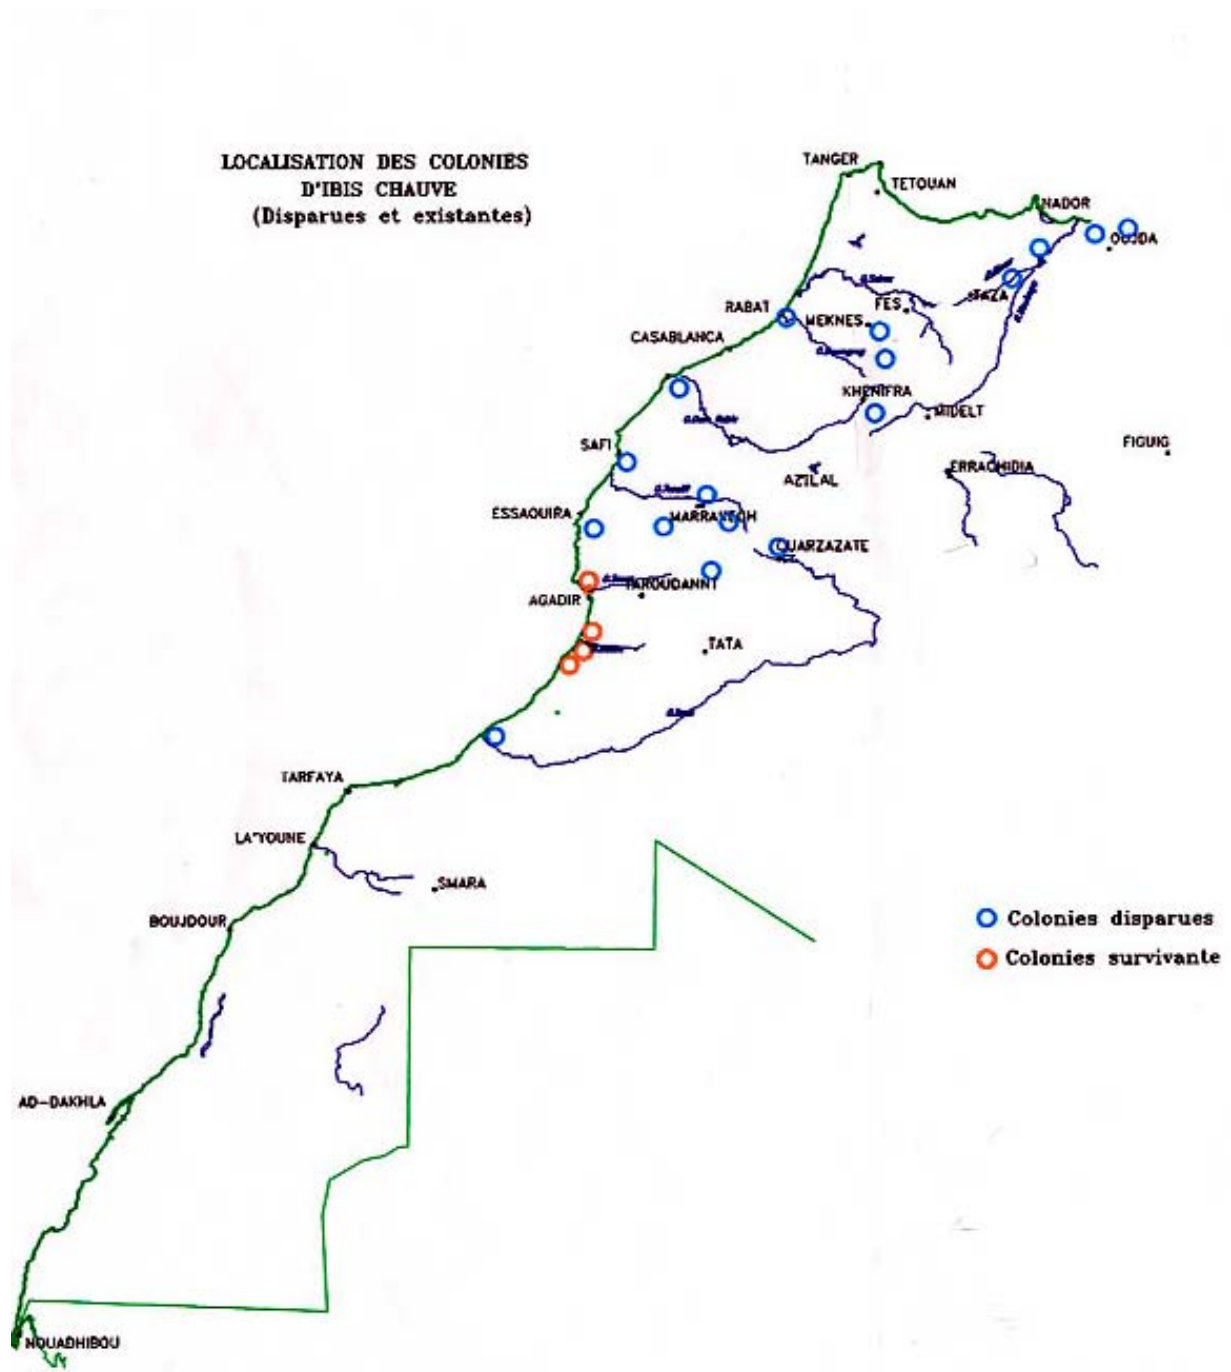 LOCALISATION DES COLONIES
D'IBIS CHAUVE
(Disparues et existantes)
TANGER
TETOUAN
NADOR
OUJDA
TAZA
FES
RABAT
MEKNES
CASABLANCA
KHENIFRA
MIDELT
FIGUIG
SAFI
AZILAL
ERRACHIDIA
ESSAOUIRA
MARRAKECH
OUARZAZATE
AGADIR
TAROUDANNT
TATA
TARFAYA
LA'YOUNE
SMARA
BOUJDOUR
Colonies disparues
Colonies survivante
AD-DAKHLA
NOUADHIBOU